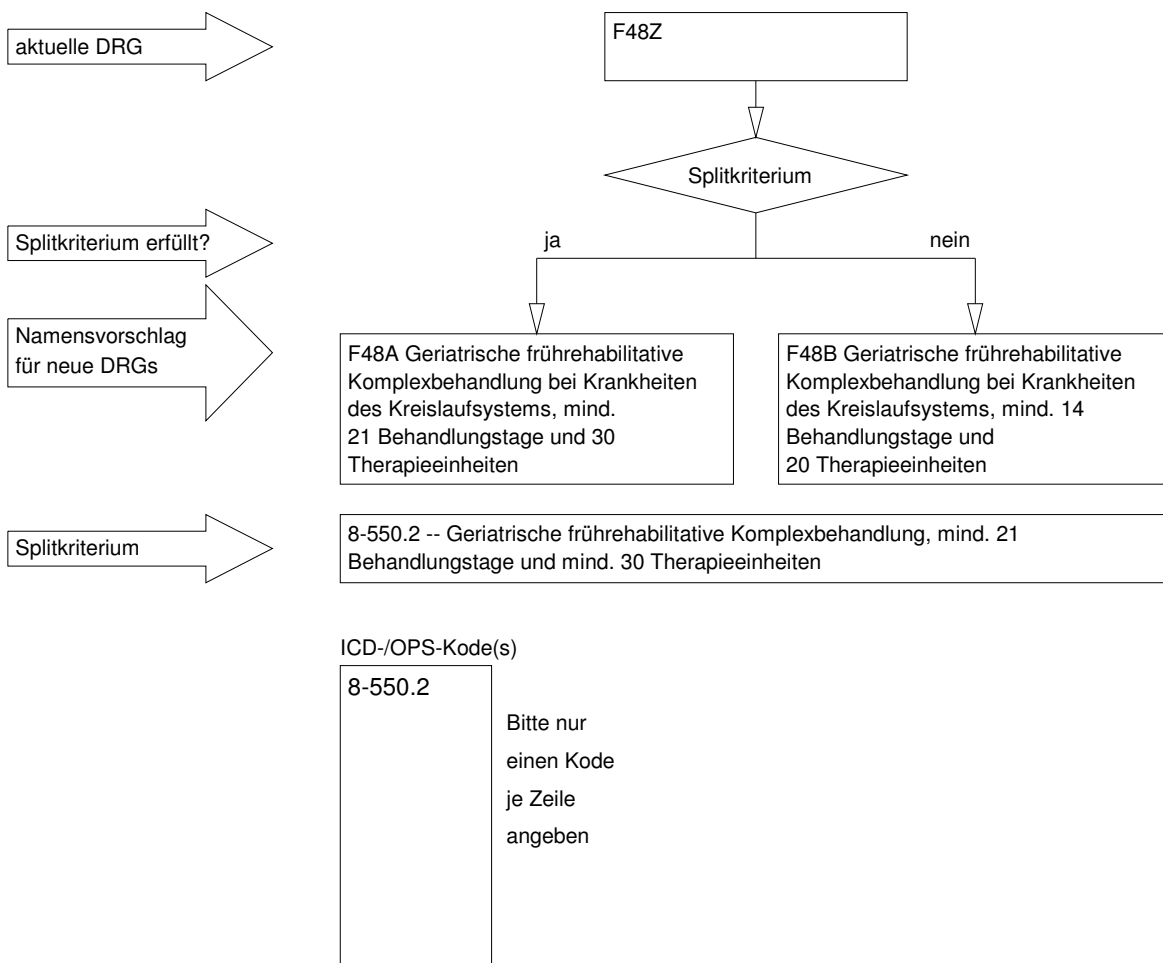 aktuelle DRG
F48Z
Splitkriterium
Splitkriterium erfüllt?
ja
nein
Namensvorschlag
für neue DRGs
F48A Geriatrische frührehabilitative
Komplexbehandlung bei Krankheiten
des Kreislaufsystems, mind.
21 Behandlungstage und 30
Therapieeinheiten
F48B Geriatrische frührehabilitative
Komplexbehandlung bei Krankheiten
des Kreislaufsystems, mind. 14
Behandlungstage und
20 Therapieeinheiten
Splitkriterium
8-550.2 -- Geriatrische frührehabilitative Komplexbehandlung, mind. 21
Behandlungstage und mind. 30 Therapieeinheiten
ICD-/OPS-Kode(s)
8-550.2
Bitte nur
einen Kode
je Zeile
angeben